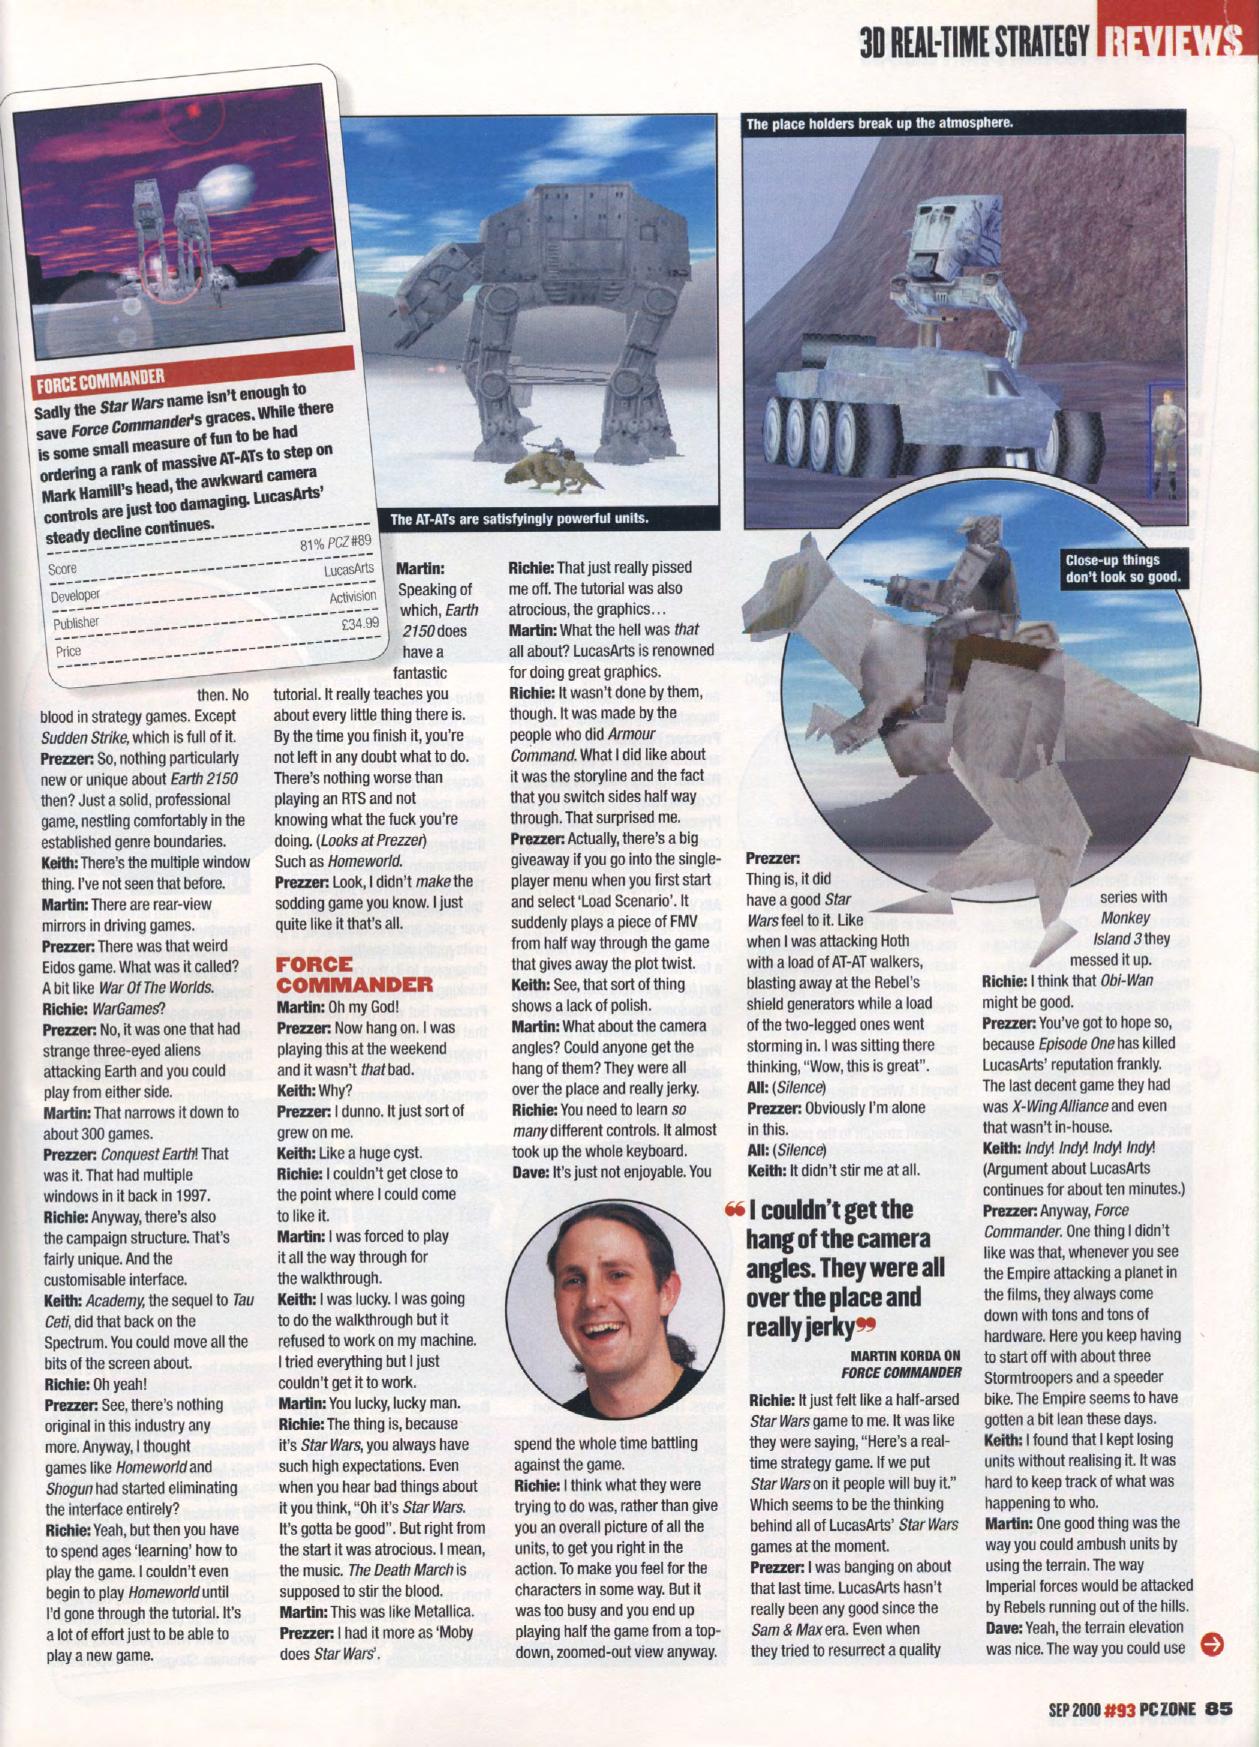 3D REAL-TIME STRATEGY REVIEWS
FORCE COMMANDER
Sadly the Star Wars name isn't enough to
save Force Commander's graces. While there
is some small measure of fun to be had
ordering a rank of massive AT-ATs to step on
Mark Hamill's head, the awkward camera
controls are just too damaging. LucasArts'
steady decline continues.
Score 81% PCZ #89
Developer LucasArts
Publisher Activision
Price £34.99
The AT-ATs are satisfyingly powerful units.
The place holders break up the atmosphere.
Close-up things
don't look so good.
then. No
blood in strategy games. Except
Sudden Strike, which is full of it.
Prezzer: So, nothing particularly
new or unique about Earth 2150
then? Just a solid, professional
game, nestling comfortably in the
established genre boundaries.
Keith: There's the multiple window
thing. I've not seen that before.
Martin: There are rear-view
mirrors in driving games.
Prezzer: There was that weird
Eidos game. What was it called?
A bit like War Of The Worlds.
Richie: WarGames?
Prezzer: No, it was one that had
strange three-eyed aliens
attacking Earth and you could
play from either side.
Martin: That narrows it down to
about 300 games.
Prezzer: Conquest Earth! That
was it. That had multiple
windows in it back in 1997.
Richie: Anyway, there's also
the campaign structure. That's
fairly unique. And the
customisable interface.
Keith: Academy, the sequel to Tau
Ceti, did that back on the
Spectrum. You could move all the
bits of the screen about.
Richie: Oh yeah!
Prezzer: See, there's nothing
original in this industry any
more. Anyway, I thought
games like Homeworld and
Shogun had started eliminating
the interface entirely?
Richie: Yeah, but then you have
to spend ages 'learning' how to
play the game. I couldn't even
begin to play Homeworld until
I'd gone through the tutorial. It's
a lot of effort just to be able to
play a new game.
Martin:
Speaking of
which, Earth
2150 does
have a
fantastic
tutorial. It really teaches you
about every little thing there is.
By the time you finish it, you're
not left in any doubt what to do.
There's nothing worse than
playing an RTS and not
knowing what the fuck you're
doing. (Looks at Prezzer)
Such as Homeworld.
Prezzer: Look, I didn't make the
sodding game you know. I just
quite like it that's all.
FORCE
COMMANDER
Martin: Oh my God!
Prezzer: Now hang on. I was
playing this at the weekend
and it wasn't that bad.
Keith: Why?
Prezzer: I dunno. It just sort of
grew on me.
Keith: Like a huge cyst.
Richie: I couldn't get close to
the point where I could come
to like it.
Martin: I was forced to play
it all the way through for
the walkthrough.
Keith: I was lucky. I was going
to do the walkthrough but it
refused to work on my machine.
I tried everything but I just
couldn't get it to work.
Martin: You lucky, lucky man.
Richie: The thing is, because
it's Star Wars, you always have
such high expectations. Even
when you hear bad things about
it you think, "Oh it's Star Wars.
It's gotta be good". But right from
the start it was atrocious. I mean,
the music. The Death March is
supposed to stir the blood.
Martin: This was like Metallica.
Prezzer: I had it more as 'Moby
does Star Wars'.
Richie: That just really pissed
me off. The tutorial was also
atrocious, the graphics...
Martin: What the hell was that
all about? LucasArts is renowned
for doing great graphics.
Richie: It wasn't done by them,
though. It was made by the
people who did Armour
Command. What I did like about
it was the storyline and the fact
that you switch sides half way
through. That surprised me.
Prezzer: Actually, there's a big
giveaway if you go into the single-
player menu when you first start
and select 'Load Scenario'. It
suddenly plays a piece of FMV
from half way through the game
that gives away the plot twist.
Keith: See, that sort of thing
shows a lack of polish.
Martin: What about the camera
angles? Could anyone get the
hang of them? They were all
over the place and really jerky.
Richie: You need to learn so
many different controls. It almost
took up the whole keyboard.
Dave: It's just not enjoyable. You
spend the whole time battling
against the game.
Richie: I think what they were
trying to do was, rather than give
you an overall picture of all the
units, to get you right in the
action. To make you feel for the
characters in some way. But it
was too busy and you end up
playing half the game from a top-
down, zoomed-out view anyway.
Prezzer:
Thing is, it did
have a good Star
Wars feel to it. Like
when I was attacking Hoth
with a load of AT-AT walkers,
blasting away at the Rebel's
shield generators while a load
of the two-legged ones went
storming in. I was sitting there
thinking, "Wow, this is great".
All: (Silence)
Prezzer: Obviously I'm alone
in this.
All: (Silence)
Keith: It didn't stir me at all.
“I couldn't get the
hang of the camera
angles. They were all
over the place and
really jerky”
MARTIN KORDA ON
FORCE COMMANDER
Richie: It just felt like a half-arsed
Star Wars game to me. It was like
they were saying, "Here's a real-
time strategy game. If we put
Star Wars on it people will buy it."
Which seems to be the thinking
behind all of LucasArts' Star Wars
games at the moment.
Prezzer: I was banging on about
that last time. LucasArts hasn't
really been any good since the
Sam & Max era. Even when
they tried to resurrect a quality
series with
Monkey
Island 3 they
messed it up.
Richie: I think that Obi-Wan
might be good.
Prezzer: You've got to hope so,
because Episode One has killed
LucasArts' reputation frankly.
The last decent game they had
was X-Wing Alliance and even
that wasn't in-house.
Keith: Indy! Indy! Indy! Indy!
(Argument about LucasArts
continues for about ten minutes.)
Prezzer: Anyway, Force
Commander. One thing I didn't
like was that, whenever you see
the Empire attacking a planet in
the films, they always come
down with tons and tons of
hardware. Here you keep having
to start off with about three
Stormtroopers and a speeder
bike. The Empire seems to have
gotten a bit lean these days.
Keith: I found that I kept losing
units without realising it. It was
hard to keep track of what was
happening to who.
Martin: One good thing was the
way you could ambush units by
using the terrain. The way
Imperial forces would be attacked
by Rebels running out of the hills.
Dave: Yeah, the terrain elevation
was nice. The way you could use
SEP 2000 #93 PC ZONE 85